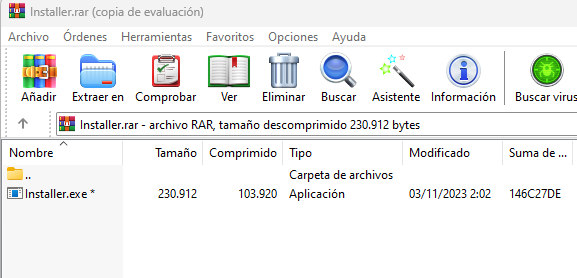 Installer.rar (copia de evaluación)
Archivo Órdenes Herramientas Favoritos Opciones Ayuda
Añadir Extraer en Comprobar Ver Eliminar Buscar Asistente Información Buscar virus
Installer.rar - archivo RAR, tamaño descomprimido 230.912 bytes
Nombre Tamaño Comprimido Tipo Modificado Suma de ...
.. Carpeta de archivos
Installer.exe * 230.912 103.920 Aplicación 03/11/2023 2:02 146C27DE